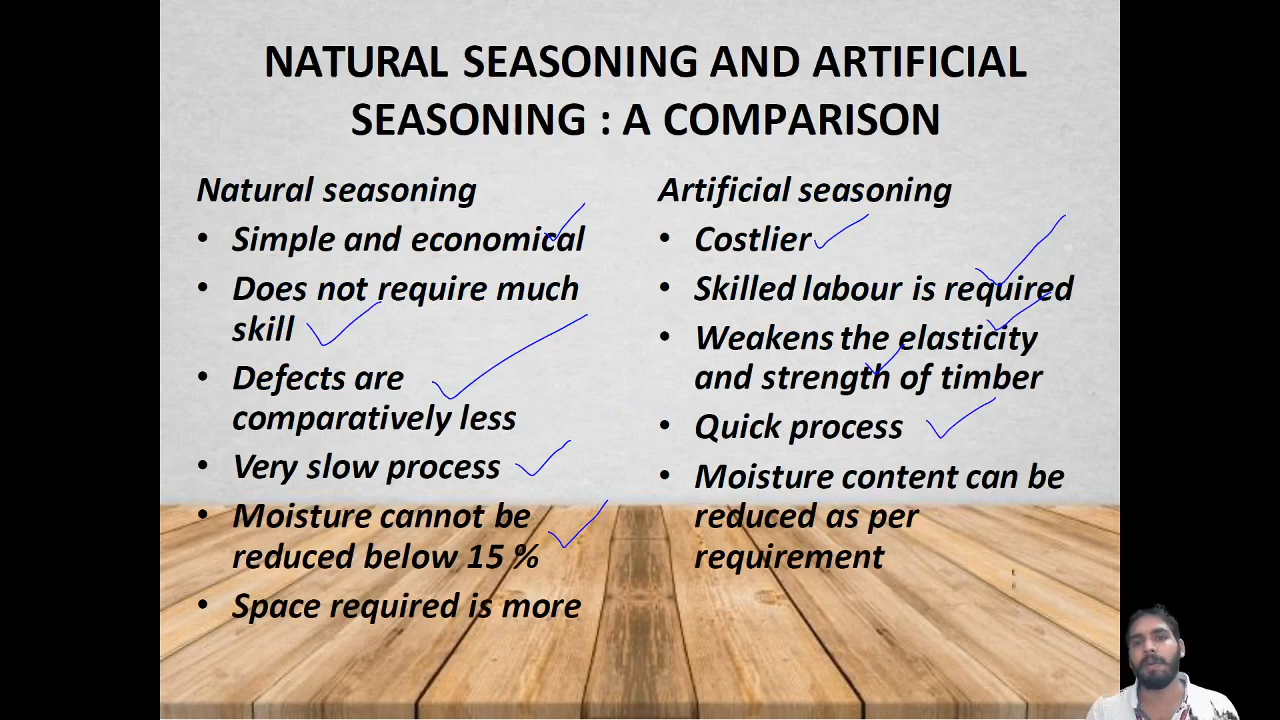 NATURAL SEASONING AND ARTIFICIAL
SEASONING : A COMPARISON
Natural seasoning
• Simple and economical
• Does not require much
skill
• Defects are
comparatively less
• Very slow process
• Moisture cannot be
reduced below 15 %
• Space required is more
Artificial seasoning
• Costlier
• Skilled labour is required
• Weakens the elasticity
and strength of timber
• Quick process
• Moisture content can be
reduced as per
requirement